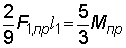 2/9 F₁,пр l₁ = 5/3 Mпр